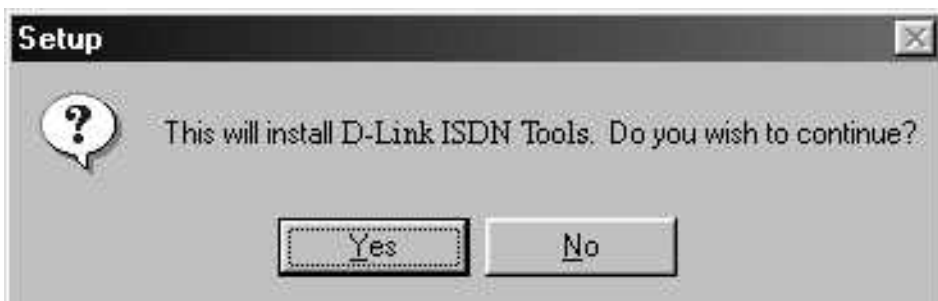 Setup
This will install D-Link ISDN Tools. Do you wish to continue?
Yes No